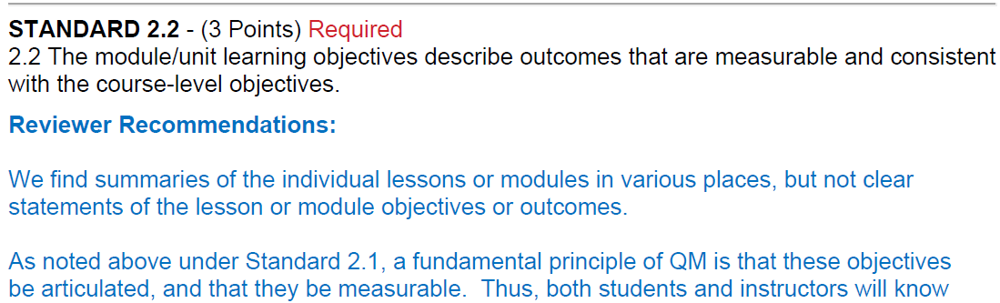 STANDARD 2.2 - (3 Points) Required
2.2 The module/unit learning objectives describe outcomes that are measurable and consistent
with the course-level objectives.
Reviewer Recommendations:
We find summaries of the individual lessons or modules in various places, but not clear
statements of the lesson or module objectives or outcomes.
As noted above under Standard 2.1, a fundamental principle of QM is that these objectives
be articulated, and that they be measurable.  Thus, both students and instructors will know